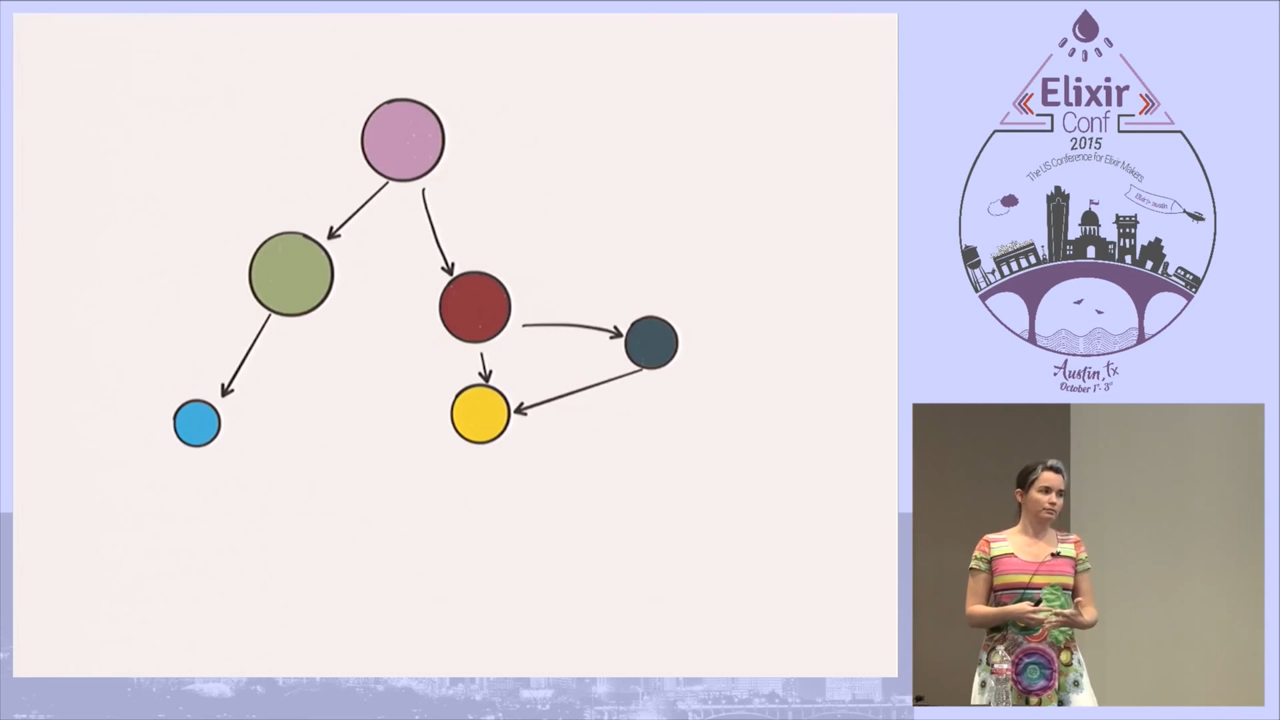 Elixir
Conf
2015
The US Conference for Elixir Makers
Austin, Tx
October 1st - 3rd